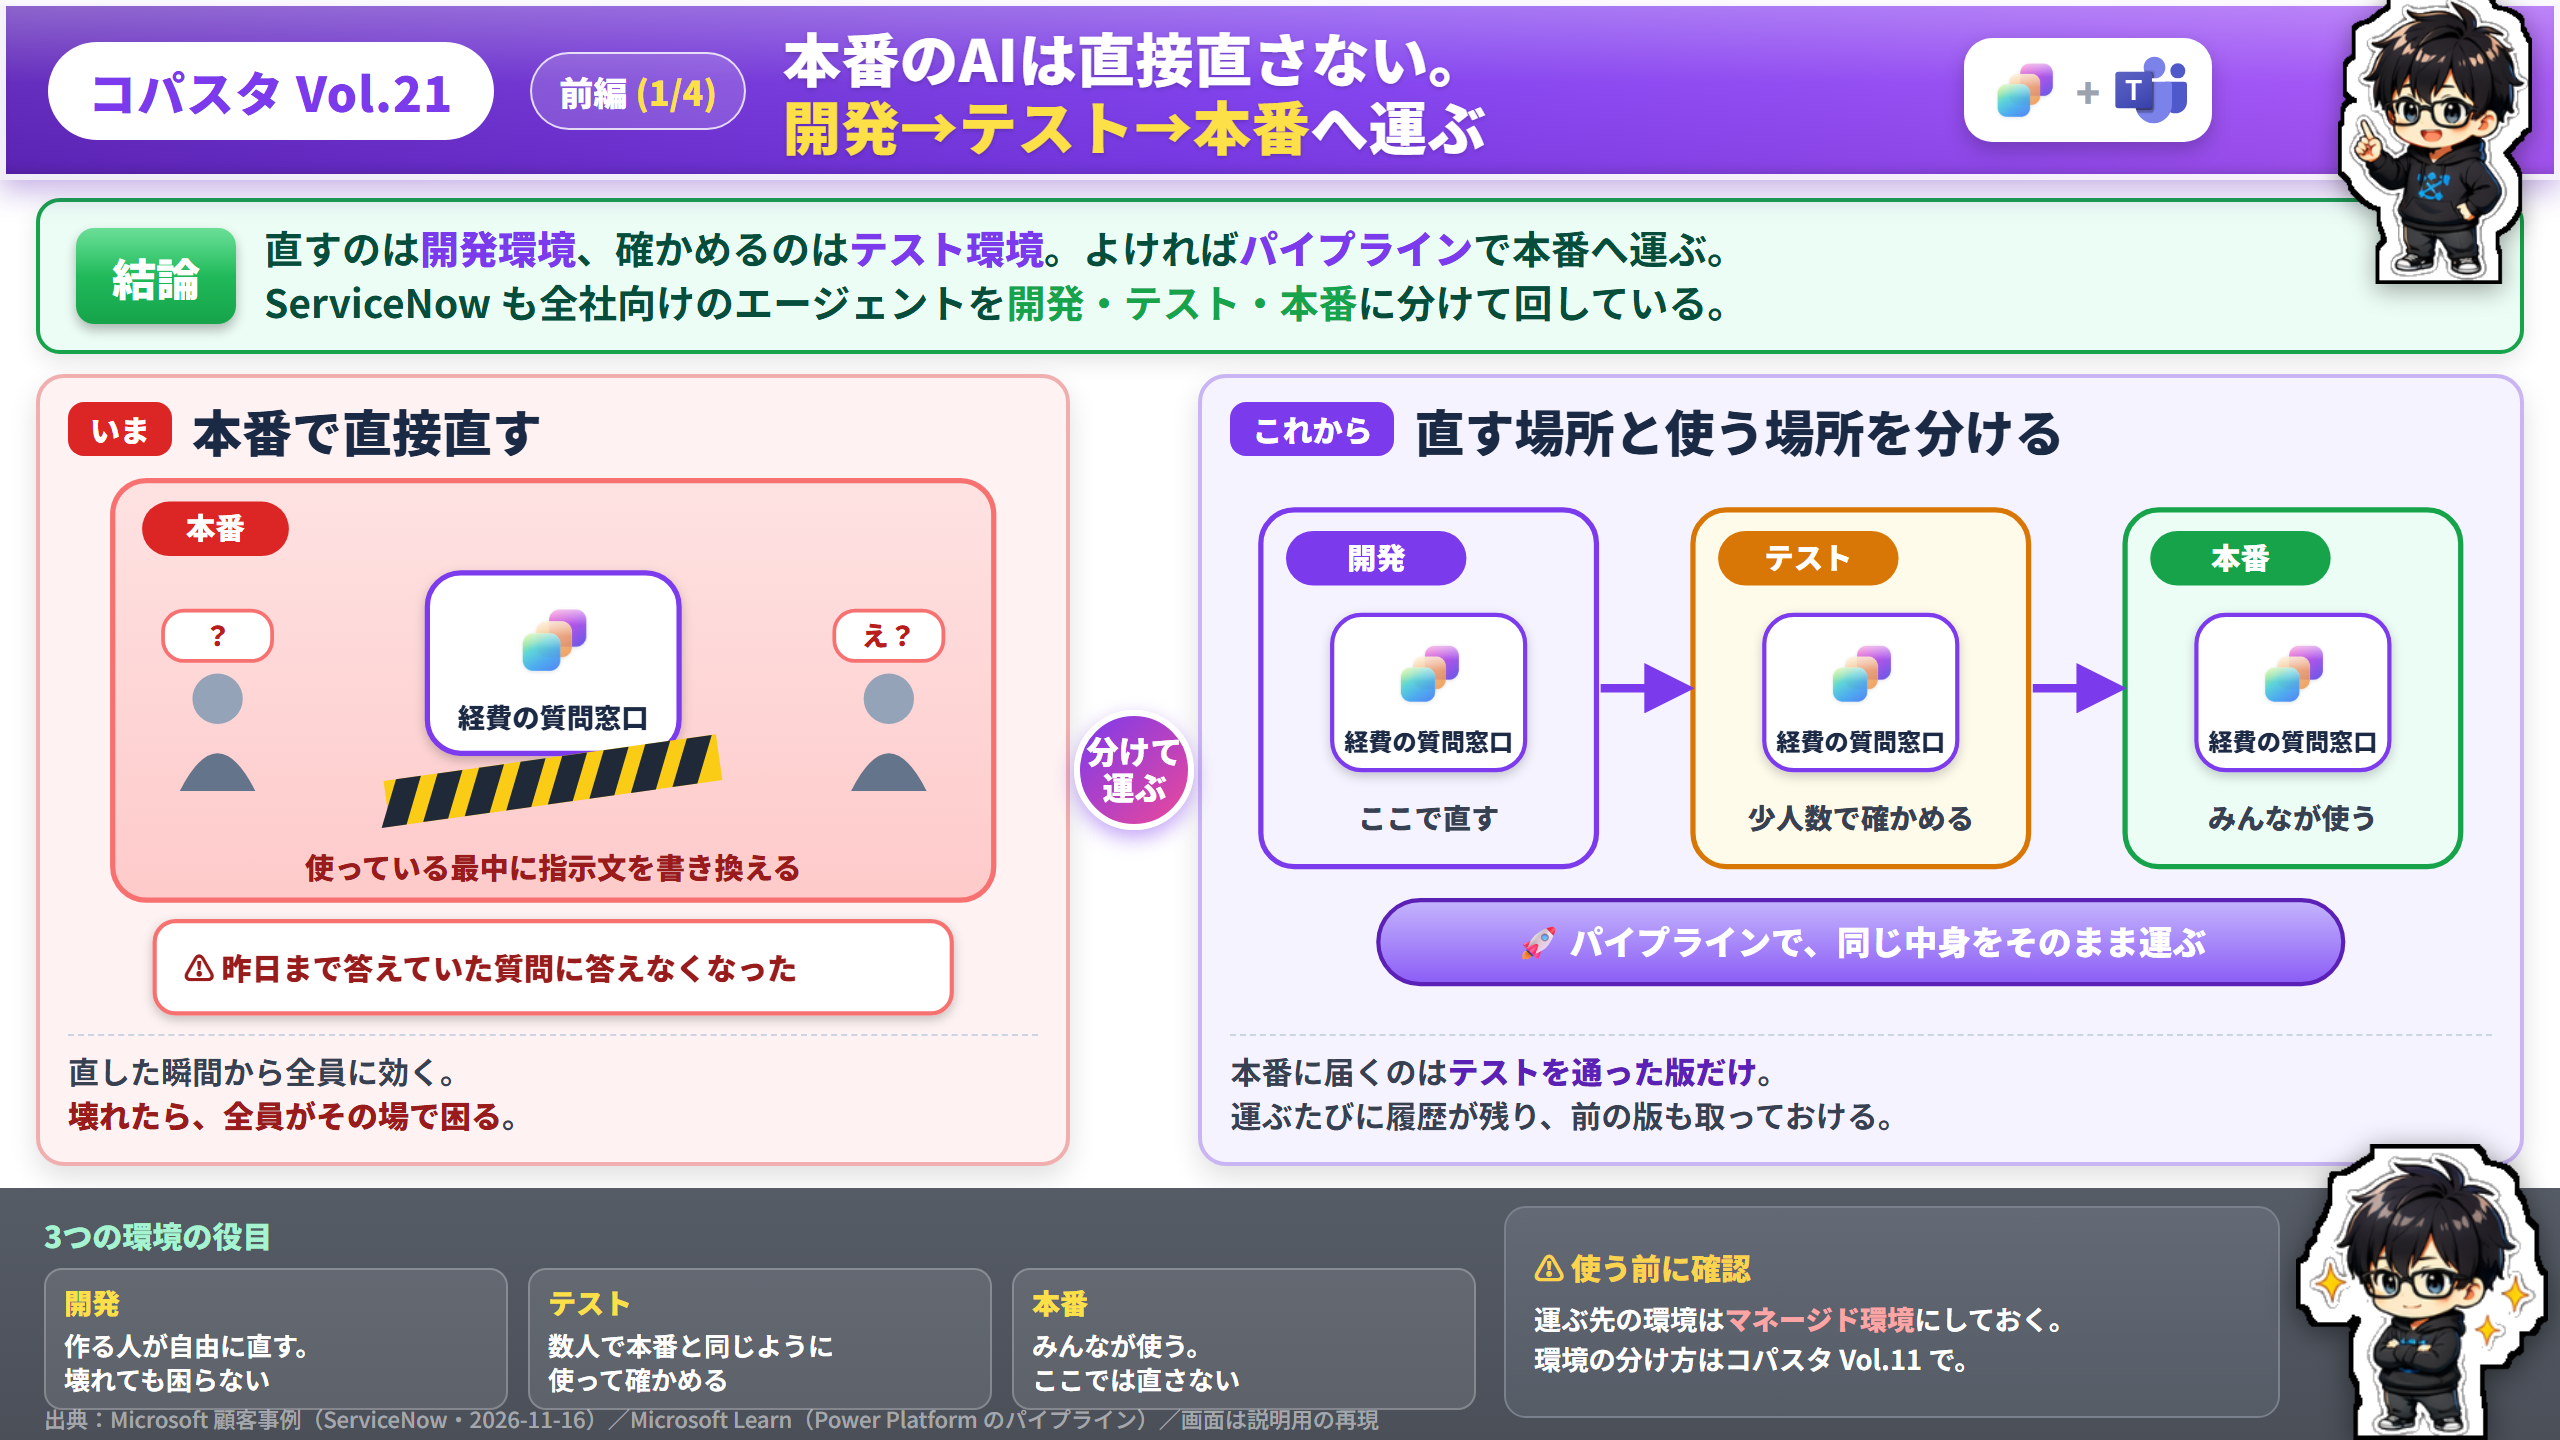 コパスタ Vol.21
前編 (1/4)
本番のAIは直接直さない。
開発→テスト→本番へ運ぶ
+
T
結論
直すのは開発環境、確かめるのはテスト環境。よければパイプラインで本番へ運ぶ。
ServiceNow も全社向けのエージェントを開発・テスト・本番に分けて回している。
いま
本番で直接直す
本番
？
え？
経費の質問窓口
使っている最中に指示文を書き換える
⚠ 昨日まで答えていた質問に答えなくなった
直した瞬間から全員に効く。
壊れたら、全員がその場で困る。
分けて
運ぶ
これから
直す場所と使う場所を分ける
開発
経費の質問窓口
ここで直す
テスト
経費の質問窓口
少人数で確かめる
本番
経費の質問窓口
みんなが使う
🚀 パイプラインで、同じ中身をそのまま運ぶ
本番に届くのはテストを通った版だけ。
運ぶたびに履歴が残り、前の版も取っておける。
3つの環境の役目
開発
作る人が自由に直す。
壊れても困らない
テスト
数人で本番と同じように
使って確かめる
本番
みんなが使う。
ここでは直さない
⚠ 使う前に確認
運ぶ先の環境はマネージド環境にしておく。
環境の分け方はコパスタ Vol.11 で。
出典：Microsoft 顧客事例（ServiceNow・2026-11-16）／Microsoft Learn（Power Platform のパイプライン）／画面は説明用の再現